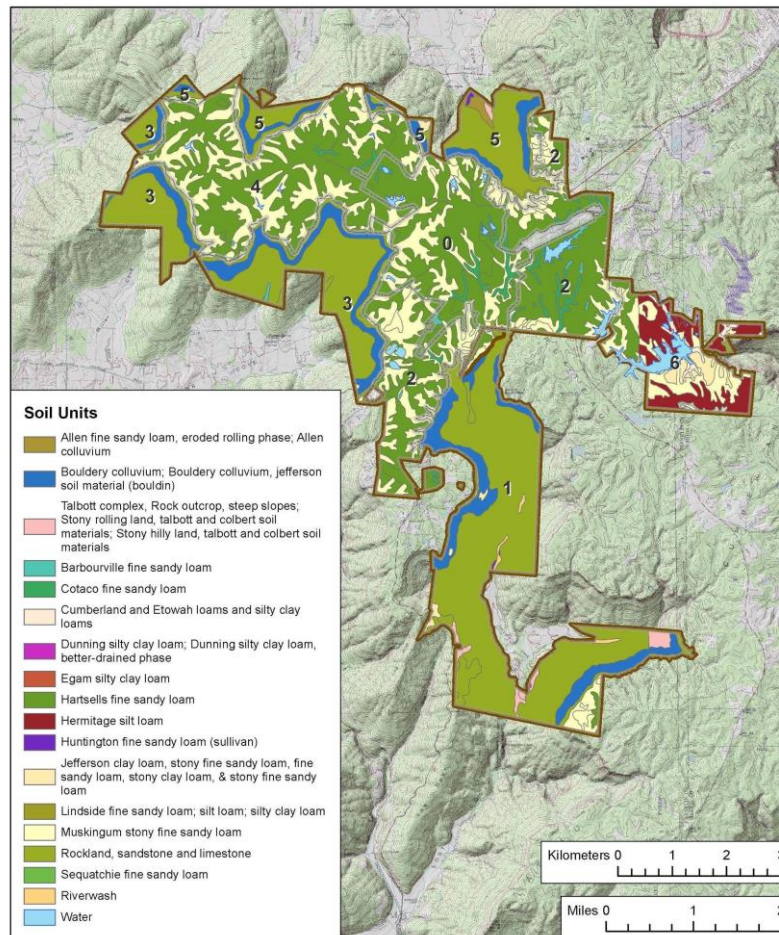 5
5
3
5
5
2
4
3
0
2
3
6
2
1
Soil Units
Allen fine sandy loam, eroded rolling phase; Allen
colluvium
Bouldery colluvium; Bouldery colluvium, jefferson
soil material (bouldin)
Talbott complex, Rock outcrop, steep slopes;
Stony rolling land, talbott and colbert soil
materials; Stony hilly land, talbott and colbert soil
materials
Barbourville fine sandy loam
Cotaco fine sandy loam
Cumberland and Etowah loams and silty clay
loams
Dunning silty clay loam; Dunning silty clay loam,
better-drained phase
Egam silty clay loam
Hartsells fine sandy loam
Hermitage silt loam
Huntington fine sandy loam (sullivan)
Jefferson clay loam, stony fine sandy loam, fine
sandy loam, stony clay loam, & stony fine sandy
loam
Lindside fine sandy loam; silt loam; silty clay loam
Muskingum stony fine sandy loam
Rockland, sandstone and limestone
Sequatchie fine sandy loam
Riverwash
Water
Kilometers 0 1 2 3
Miles 0 1 2